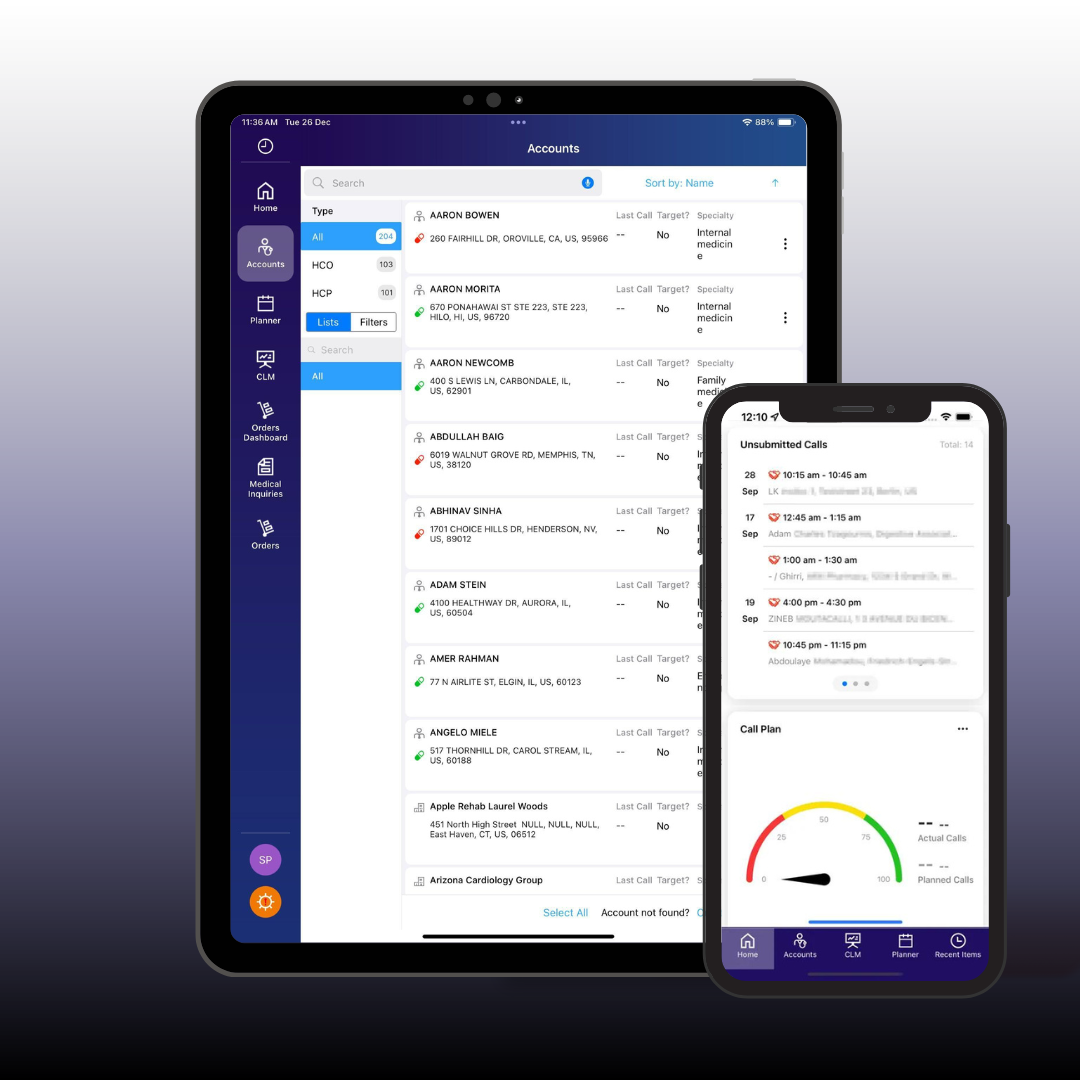 11:36 AM Tue 26 Dec
88%
Accounts
Home
Accounts
Planner
CLM
Orders
Dashboard
Medical
Inquiries
Orders
SP
Search
Sort by: Name
Type
All 204
HCO 103
HCP 101
Lists Filters
Search
All
AARON BOWEN Last Call Target? Specialty
260 FAIRHILL DR, OROVILLE, CA, US, 95966 -- No Internal
medicin
e
AARON MORITA Last Call Target? Specialty
670 PONAHAWAI ST STE 223, STE 223, -- No Internal
HILO, HI, US, 96720 medicin
e
AARON NEWCOMB Last Call Target? Specialty
400 S LEWIS LN, CARBONDALE, IL, -- No Family
US, 62901
e
ABDULLAH BAIG Last Call Target?
6019 WALNUT GROVE RD, MEMPHIS, TN, -- No
US, 38120
ABHINAV SINHA Last Call Target?
1701 CHOICE HILLS DR, HENDERSON, NV, -- No
US, 89012
ADAM STEIN Last Call Target?
4100 HEALTHWAY DR, AURORA, IL, -- No
US, 60504
AMER RAHMAN Last Call Target?
77 N AIRLITE ST, ELGIN, IL, US, 60123 -- No
ANGELO MIELE Last Call Target?
517 THORNHILL DR, CAROL STREAM, IL, -- No
US, 60188
Apple Rehab Laurel Woods Last Call Target?
451 North High Street NULL, NULL, NULL, -- No
East Haven, CT, US, 06512
Arizona Cardiology Group Last Call Target?
Select All Account not found?
12:10
Unsubmitted Calls Total: 14
28 10:15 am - 10:45 am
Sep LK
17 12:45 am - 1:15 am
Sep Adam
1:00 am - 1:30 am
- / Ghirri,
19 4:00 pm - 4:30 pm
Sep ZINEB
10:45 pm - 11:15 pm
Abdoulaye
Call Plan
0 25 50 75 100
-- --
Actual Calls
-- --
Planned Calls
Home Accounts CLM Planner Recent Items